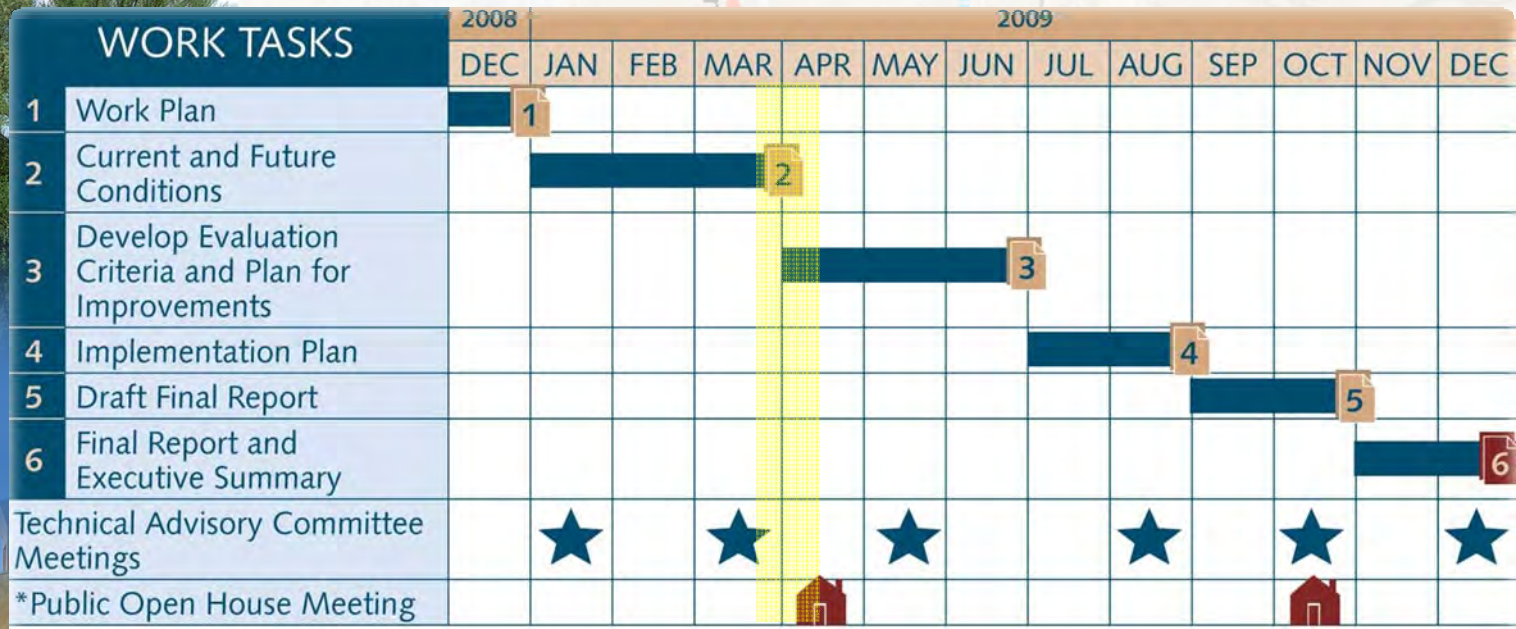 WORK TASKS
2008 2009
DEC JAN FEB MAR APR MAY JUN JUL AUG SEP OCT NOV DEC
1 Work Plan 1
2 Current and Future
Conditions 2
3 Develop Evaluation
Criteria and Plan for
Improvements 3
4 Implementation Plan 4
5 Draft Final Report 5
6 Final Report and
Executive Summary 6
Technical Advisory Committee
Meetings
*Public Open House Meeting